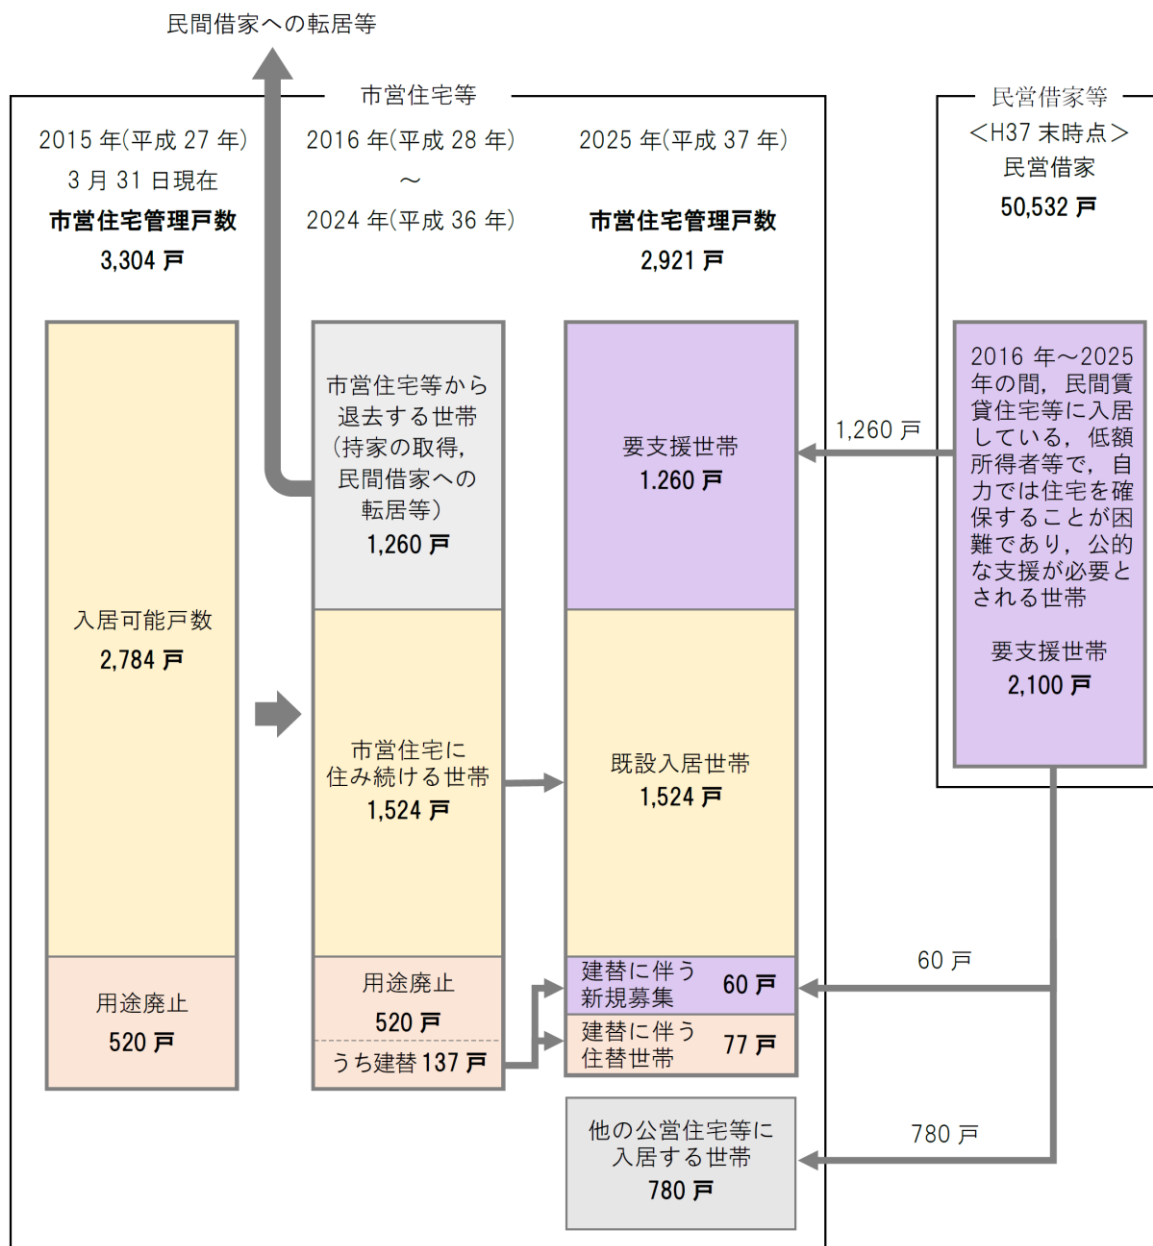 民間借家への転居等
市営住宅等
2015 年(平成 27 年)
3 月 31 日現在
市営住宅管理戸数
3,304 戸
2016 年(平成 28 年)
～
2024 年(平成 36 年)
2025 年(平成 37 年)
市営住宅管理戸数
2,921 戸
民営借家等
＜H37 末時点＞
民営借家
50,532 戸
入居可能戸数
2,784 戸
用途廃止
520 戸
市営住宅等から
退去する世帯
（持家の取得，
民間借家への
転居等）
1,260 戸
市営住宅に
住み続ける世帯
1,524 戸
用途廃止
520 戸
うち建替 137 戸
要支援世帯
1.260 戸
既設入居世帯
1,524 戸
建替に伴う
新規募集
60 戸
建替に伴う
住替世帯
77 戸
他の公営住宅等に
入居する世帯
780 戸
1,260 戸
2016 年～2025
年の間，民間賃
貸住宅等に入居
している，低額
所得者等で，自
力では住宅を確
保することが困
難であり，公的
な支援が必要と
される世帯
要支援世帯
2,100 戸
60 戸
780 戸